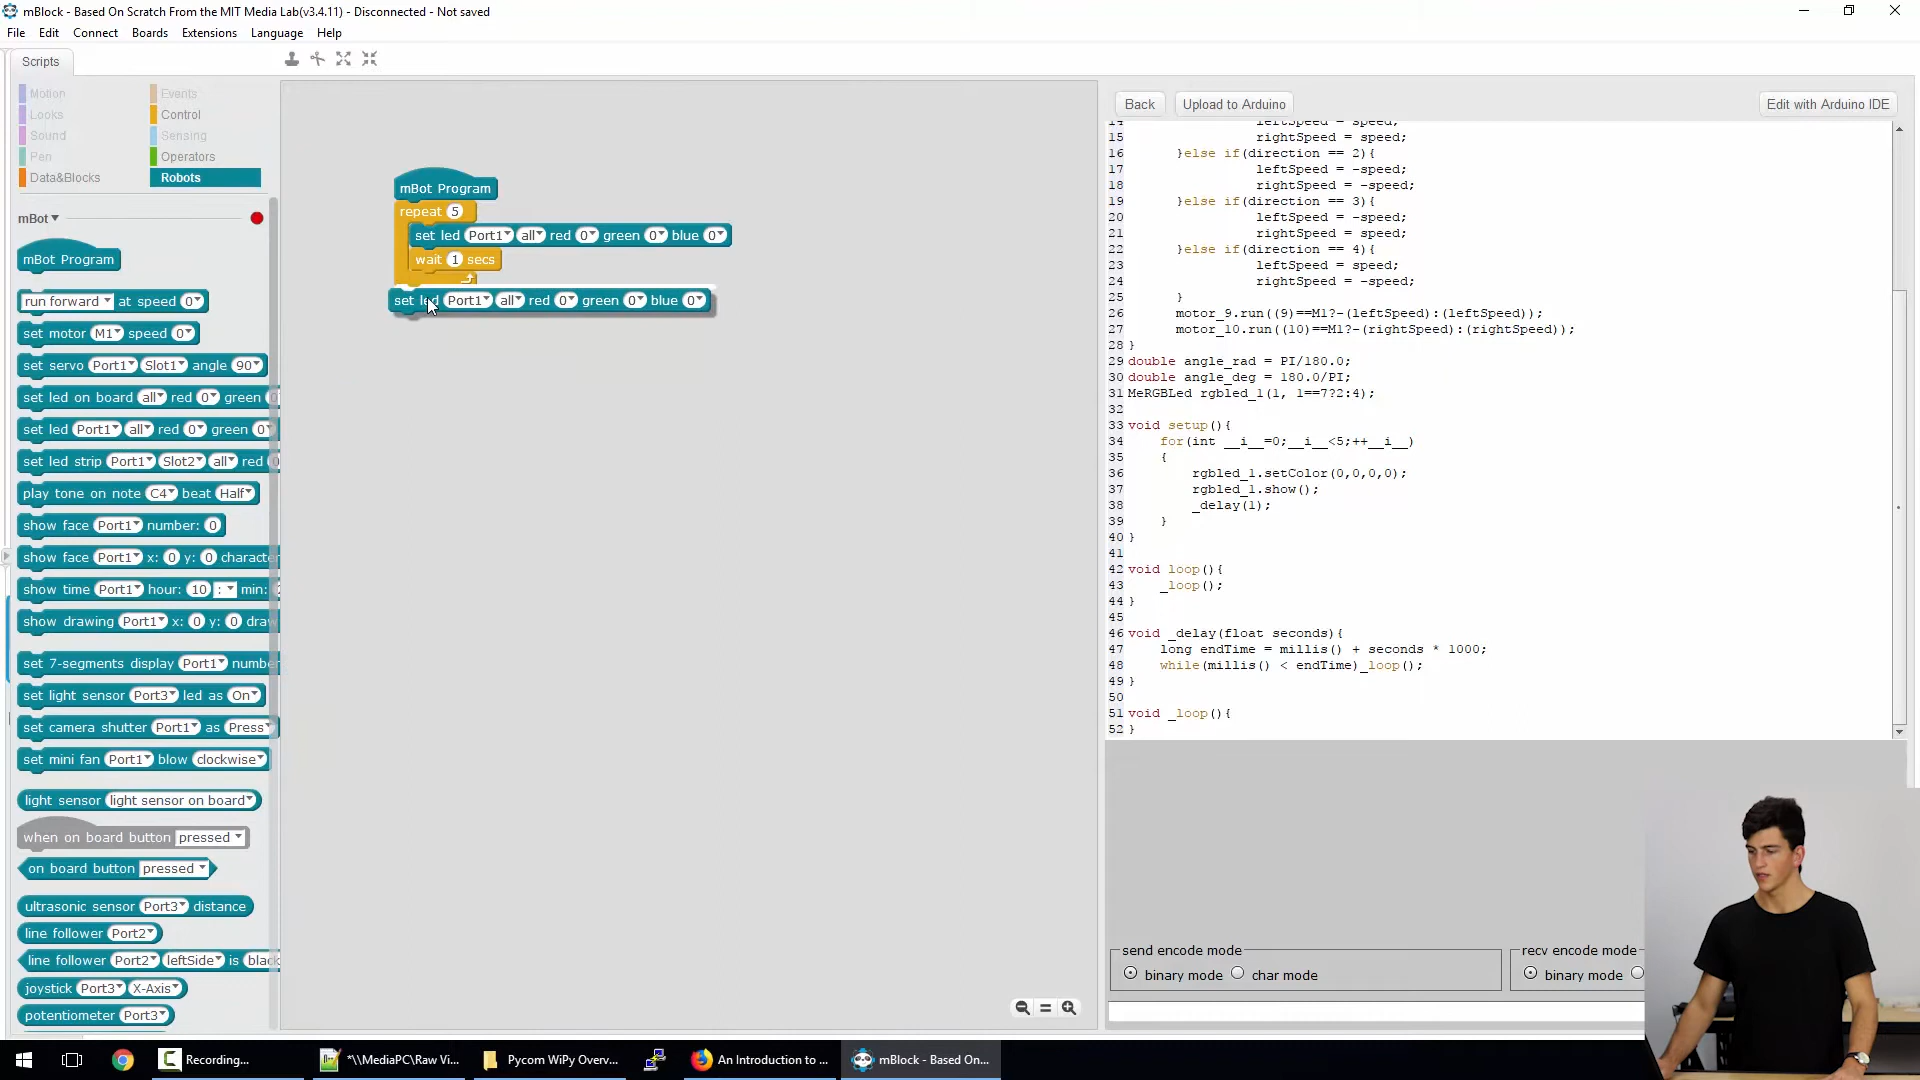 mBlock - Based On Scratch From the MIT Media Lab(v3.4.11) - Disconnected - Not saved
File Edit Connect Boards Extensions Language Help
Scripts
Motion Events
Looks Control
Sound Sensing
Pen Operators
Data&Blocks Robots
mBot
mBot Program
run forward at speed 0
set motor M1 speed 0
set servo Port1 Slot1 angle 90
set led on board all red 0 green
set led Port1 all red 0 green 0
set led strip Port1 Slot2 all red
play tone on note C4 beat Half
show face Port1 number: 0
show face Port1 x: 0 y: 0
show time Port1 hour: 10 : min:
show drawing Port1 x: 0 y: 0
set 7-segments display Port1
set light sensor Port3 led as On
set camera shutter Port1 as Press
set mini fan Port1 blow clockwise
light sensor light sensor on board
when on board button pressed
on board button pressed
ultrasonic sensor Port3 distance
line follower Port2
line follower Port2 leftSide is
joystick Port3 X-Axis
potentiometer Port3
mBot Program
repeat 5
set led Port1 all red 0 green 0 blue 0
wait 1 secs
set led Port1 all red 0 green 0 blue 0
Back Upload to Arduino Edit with Arduino IDE
14 leftSpeed = speed;
15 rightSpeed = speed;
16 }else if(direction == 2){
17 leftSpeed = -speed;
18 rightSpeed = -speed;
19 }else if(direction == 3){
20 leftSpeed = -speed;
21 rightSpeed = speed;
22 }else if(direction == 4){
23 leftSpeed = speed;
24 rightSpeed = -speed;
25 }
26 motor_9.run((9)==M1?-(leftSpeed):(leftSpeed));
27 motor_10.run((10)==M1?-(rightSpeed):(rightSpeed));
28 }
29 double angle_rad = PI/180.0;
30 double angle_deg = 180.0/PI;
31 MeRGBLed rgbled_1(1, 1==7?2:4);
32
33 void setup(){
34 for(int __i__=0;__i__<5;++__i__)
35 {
36 rgbled_1.setColor(0,0,0,0);
37 rgbled_1.show();
38 _delay(1);
39 }
40 }
41
42 void loop(){
43 _loop();
44 }
45
46 void _delay(float seconds){
47 long endTime = millis() + seconds * 1000;
48 while(millis() < endTime)_loop();
49 }
50
51 void _loop(){
52 }
send encode mode
binary mode char mode
recv encode mode
binary mode
Recording... *\\MediaPC\Raw Vi... Pycom WiPy Overv... An Introduction to ... mBlock - Based On...